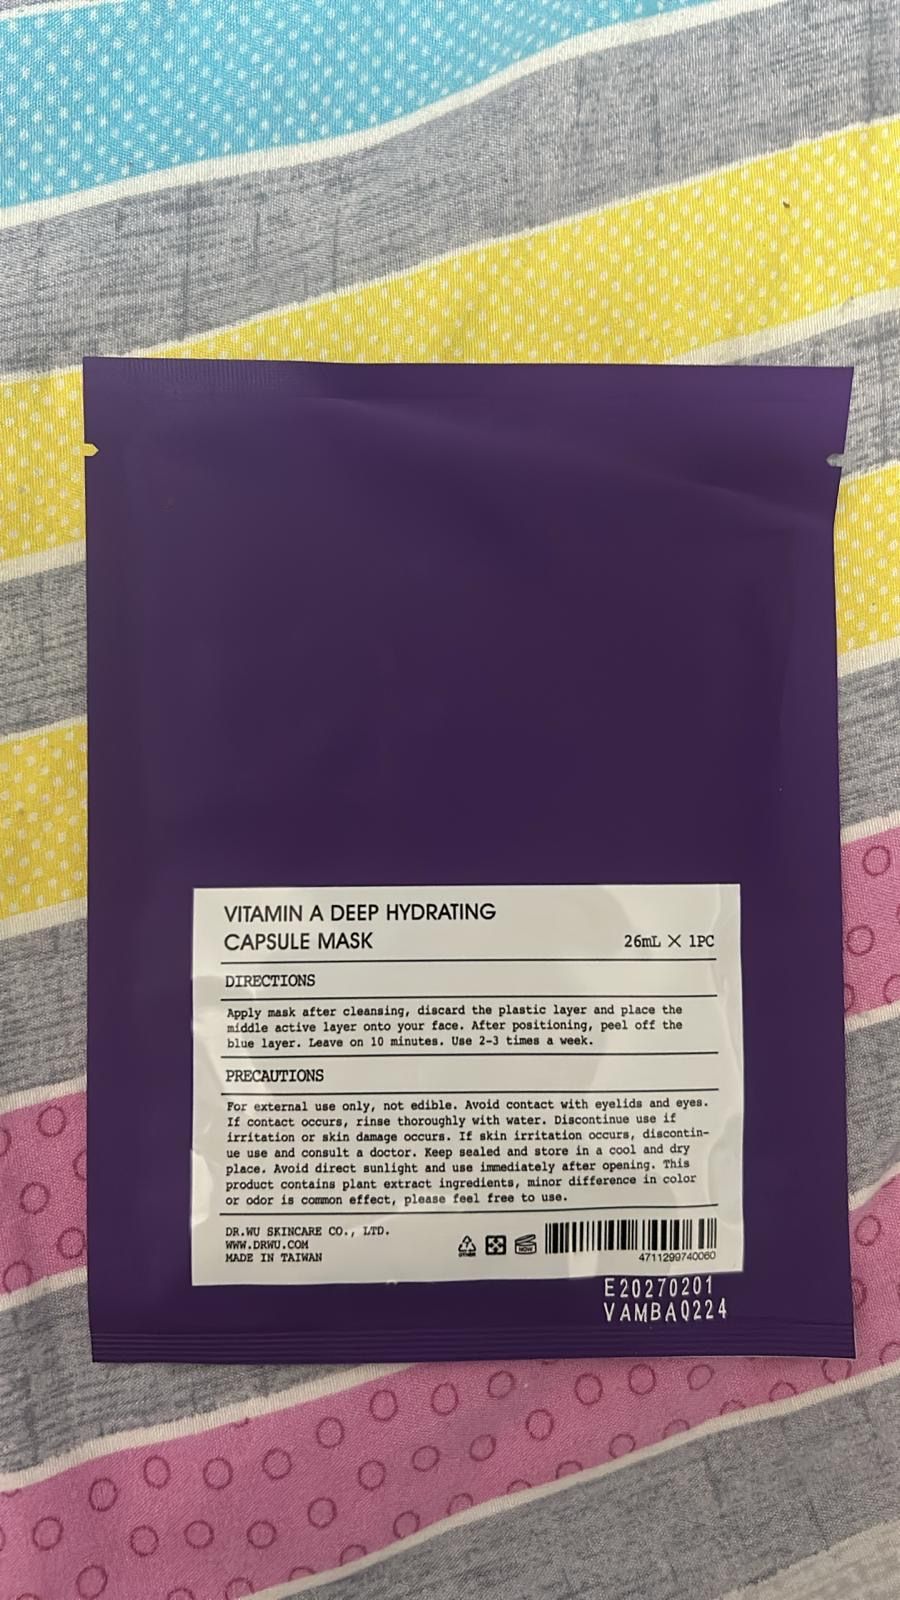 VITAMIN A DEEP HYDRATING
CAPSULE MASK
26mL X 1PC
DIRECTIONS
Apply mask after cleansing, discard the plastic layer and place the
middle active layer onto your face. After positioning, peel off the
blue layer. Leave on 10 minutes. Use 2-3 times a week.
PRECAUTIONS
For external use only, not edible. Avoid contact with eyelids and eyes.
If contact occurs, rinse thoroughly with water. Discontinue use if
irritation or skin damage occurs. If skin irritation occurs, discontin-
ue use and consult a doctor. Keep sealed and store in a cool and dry
place. Avoid direct sunlight and use immediately after opening. This
product contains plant extract ingredients, minor difference in color
or odor is common effect, please feel free to use.
DR.WU SKINCARE CO., LTD.
WWW.DRWU.COM
MADE IN TAIWAN
OTHER
NOW
4711299740060
E20270201
VAMBA0224